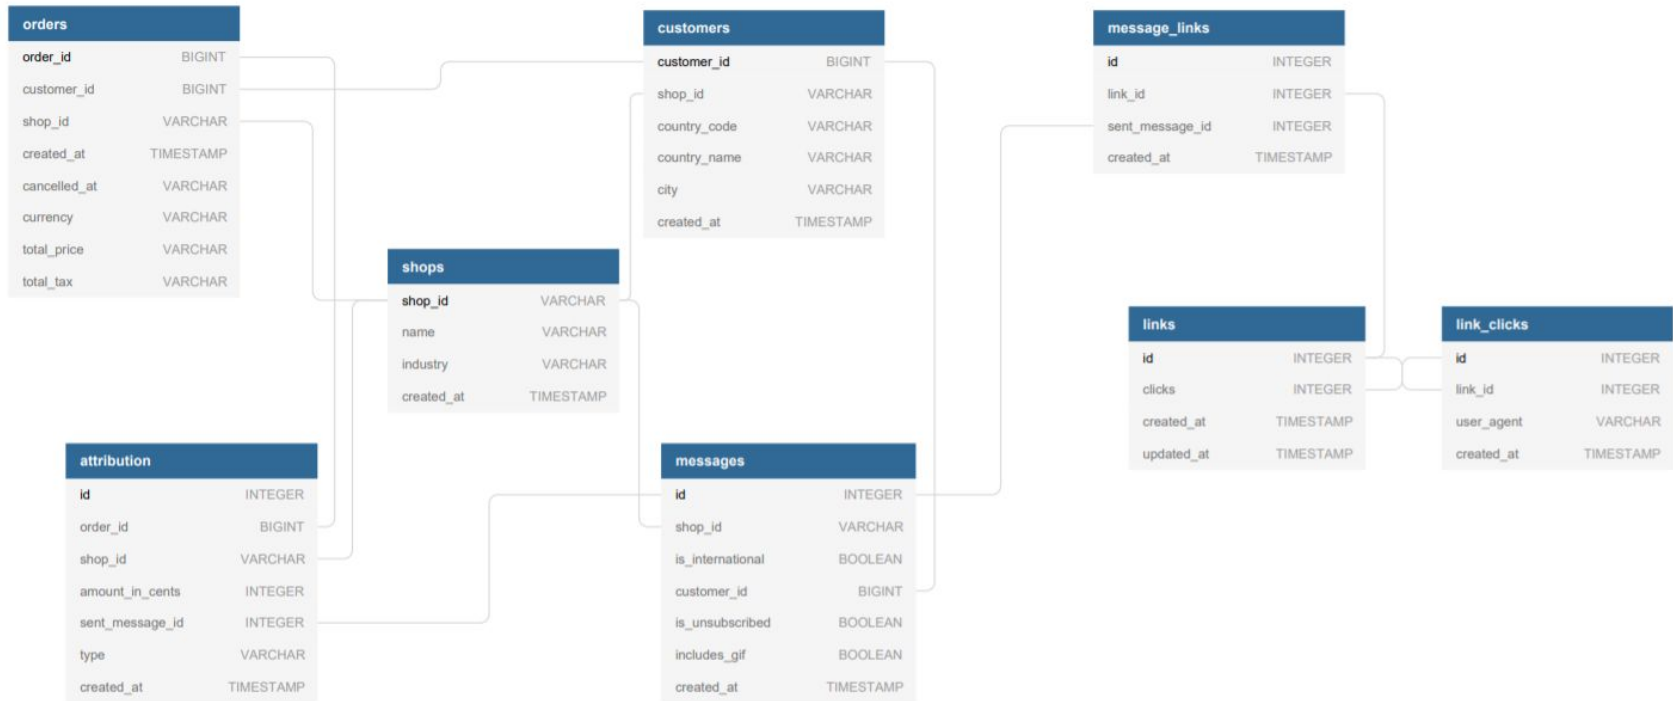 orders
order_id BIGINT
customer_id BIGINT
shop_id VARCHAR
created_at TIMESTAMP
cancelled_at VARCHAR
currency VARCHAR
total_price VARCHAR
total_tax VARCHAR
customers
customer_id BIGINT
shop_id VARCHAR
country_code VARCHAR
country_name VARCHAR
city VARCHAR
created_at TIMESTAMP
message_links
id INTEGER
link_id INTEGER
sent_message_id INTEGER
created_at TIMESTAMP
shops
shop_id VARCHAR
name VARCHAR
industry VARCHAR
created_at TIMESTAMP
links
id INTEGER
clicks INTEGER
created_at TIMESTAMP
updated_at TIMESTAMP
link_clicks
id INTEGER
link_id INTEGER
user_agent VARCHAR
created_at TIMESTAMP
attribution
id INTEGER
order_id BIGINT
shop_id VARCHAR
amount_in_cents INTEGER
sent_message_id INTEGER
type VARCHAR
created_at TIMESTAMP
messages
id INTEGER
shop_id VARCHAR
is_international BOOLEAN
customer_id BIGINT
is_unsubscribed BOOLEAN
includes_gif BOOLEAN
created_at TIMESTAMP